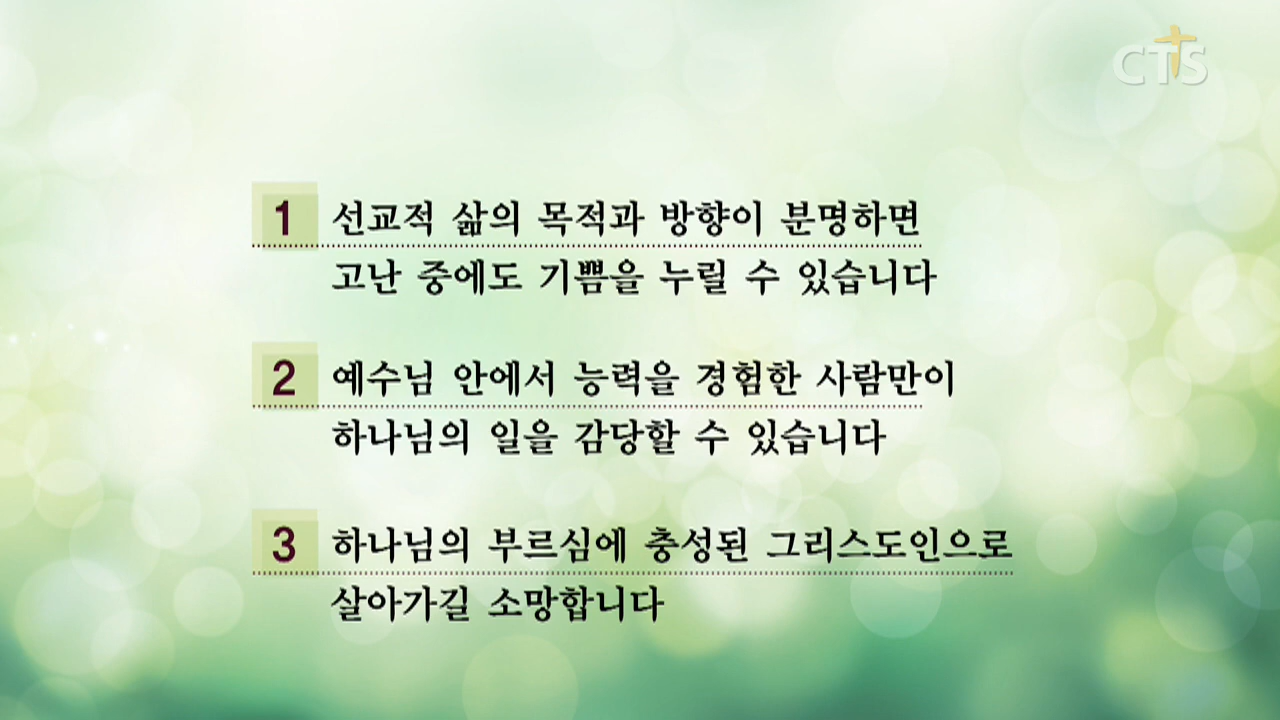 CTS
1 선교적 삶의 목적과 방향이 분명하면
고난 중에도 기쁨을 누릴 수 있습니다
2 예수님 안에서 능력을 경험한 사람만이
하나님의 일을 감당할 수 있습니다
3 하나님의 부르심에 충성된 그리스도인으로
살아가길 소망합니다